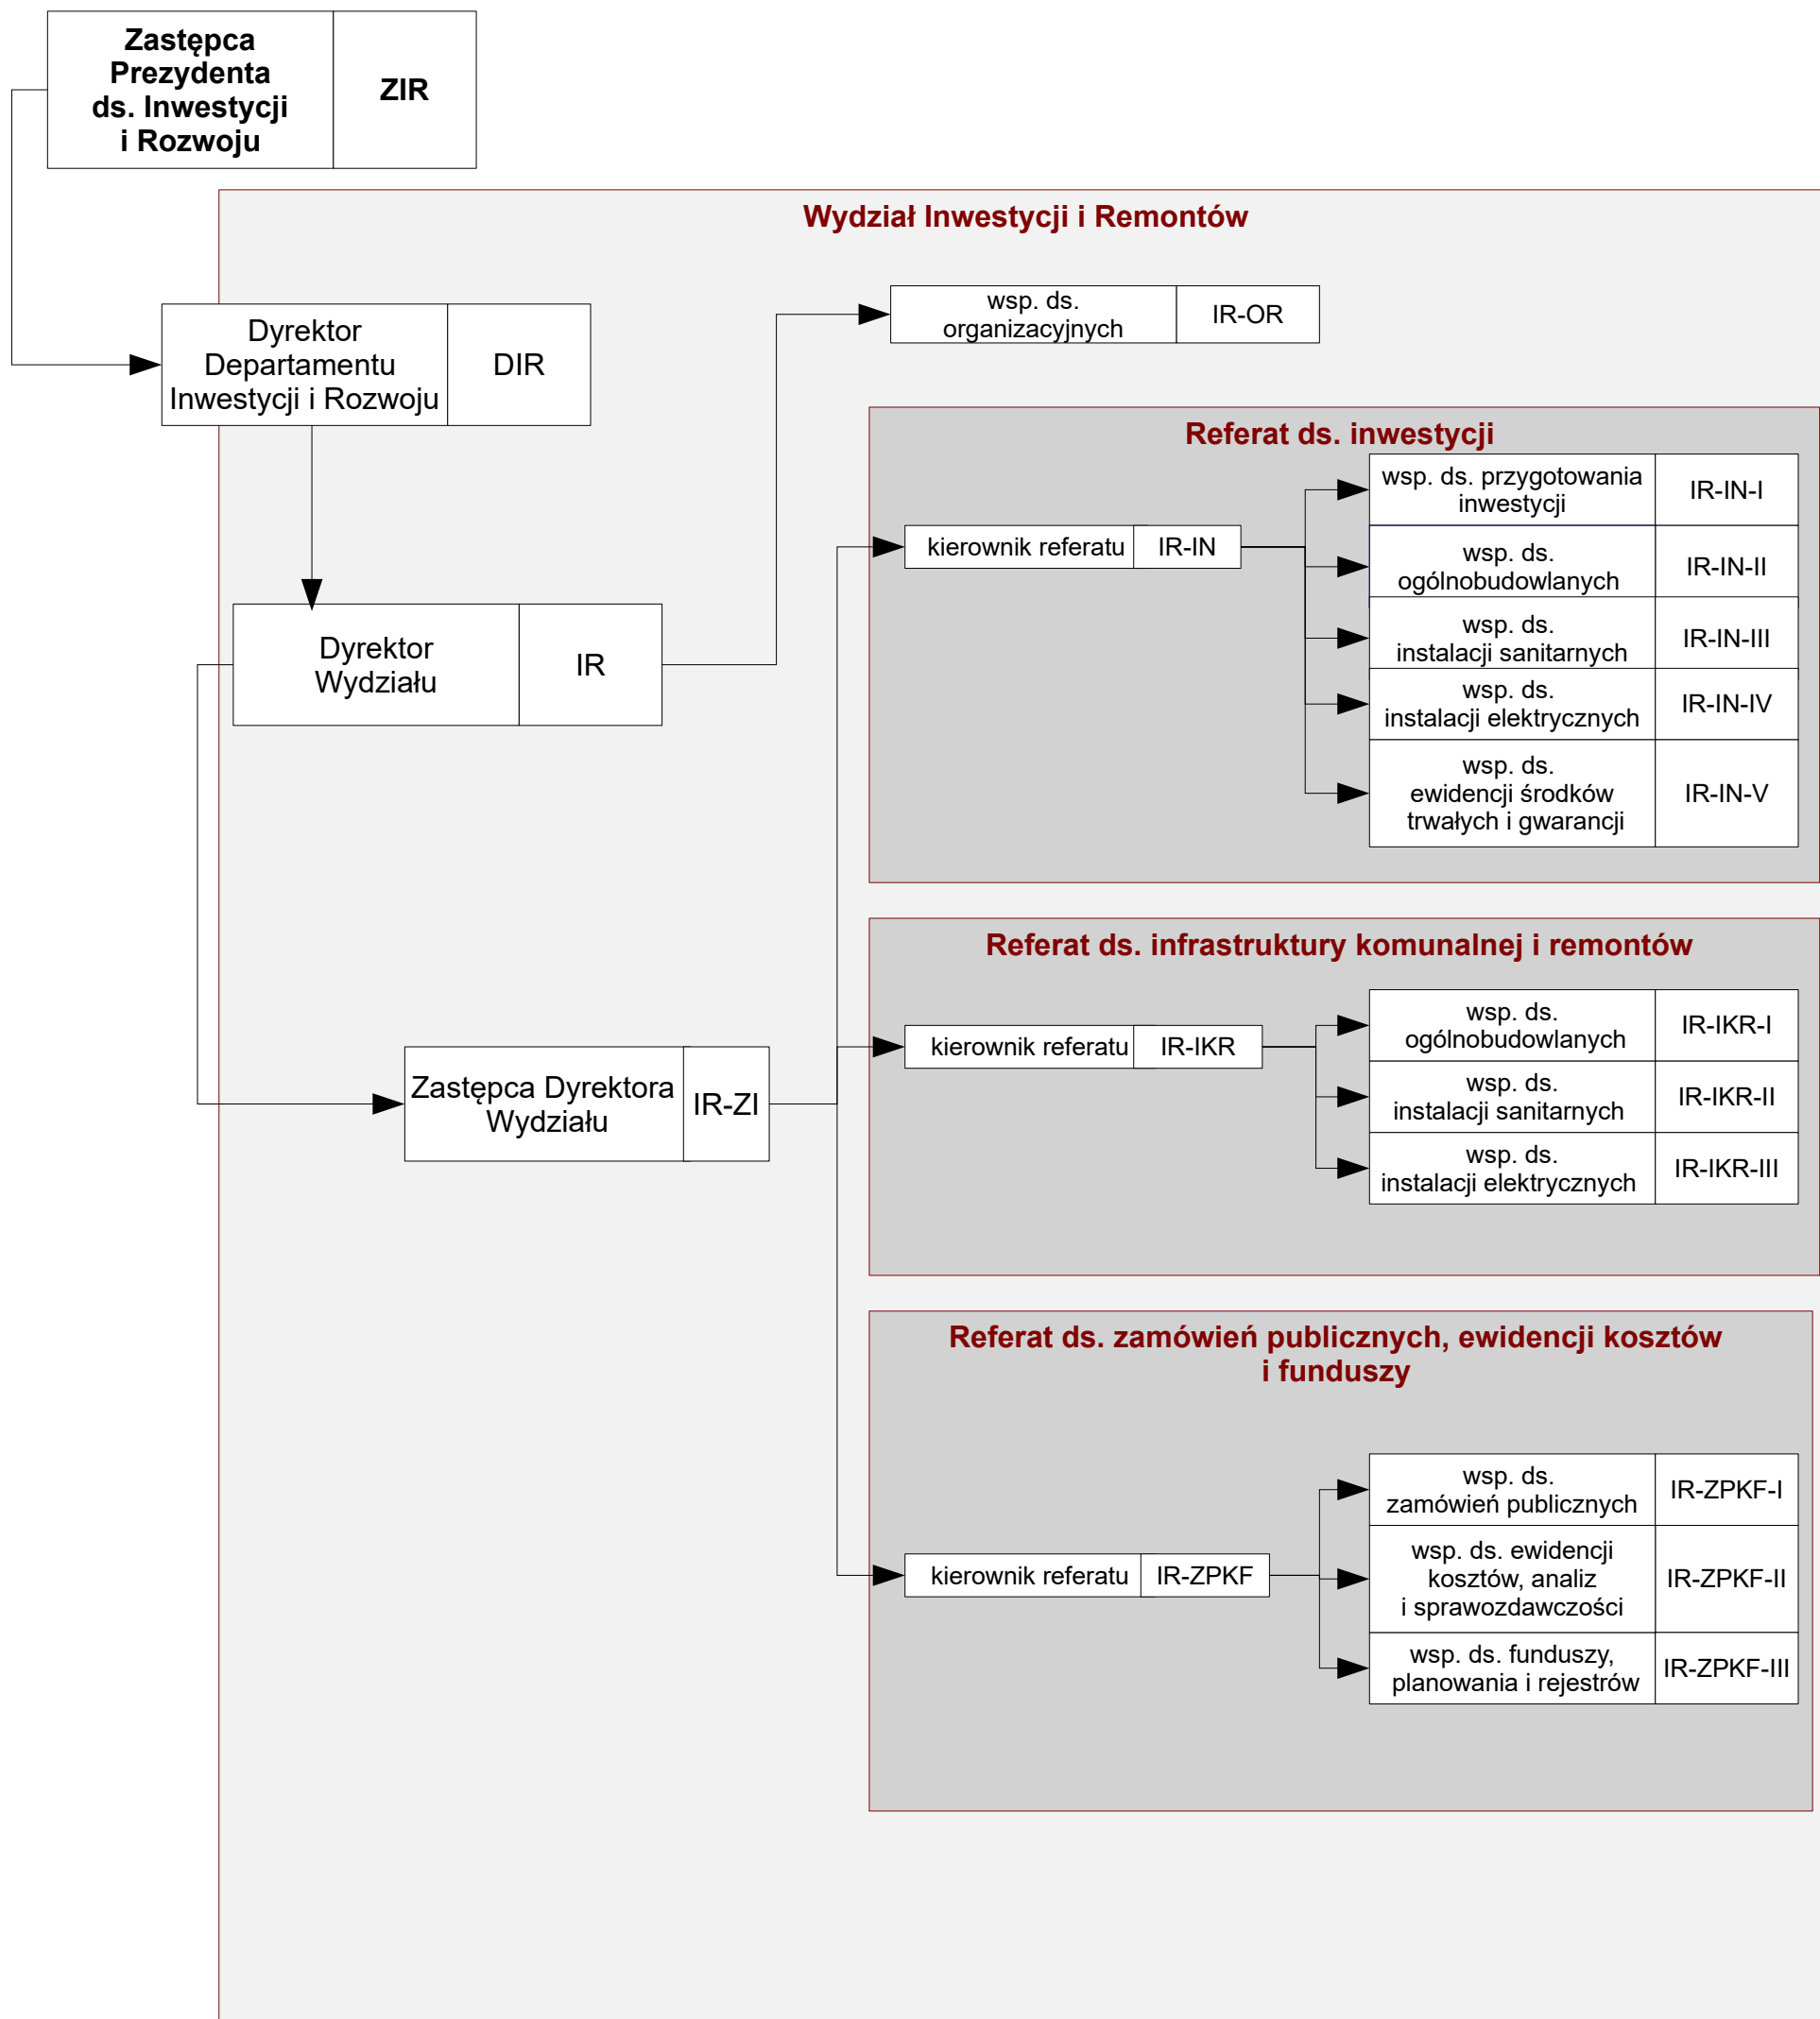 Zastępca
Prezydenta
ds. Inwestycji
i Rozwoju
ZIR
Wydział Inwestycji i Remontów
wsp. ds.
organizacyjnych
IR-OR
Dyrektor
Departamentu
Inwestycji i Rozwoju
DIR
Referat ds. inwestycji
wsp. ds. przygotowania
inwestycji
IR-IN-I
kierownik referatu
IR-IN
wsp. ds.
ogólnobudowlanych
IR-IN-II
wsp. ds.
instalacji sanitarnych
IR-IN-III
Dyrektor
Wydziału
IR
wsp. ds.
instalacji elektrycznych
IR-IN-IV
wsp. ds.
ewidencji środków
trwałych i gwarancji
IR-IN-V
Referat ds. infrastruktury komunalnej i remontów
wsp. ds.
ogólnobudowlanych
IR-IKR-I
kierownik referatu
IR-IKR
Zastępca Dyrektora
Wydziału
IR-ZI
wsp. ds.
instalacji sanitarnych
IR-IKR-II
wsp. ds.
instalacji elektrycznych
IR-IKR-III
Referat ds. zamówień publicznych, ewidencji kosztów
i funduszy
wsp. ds.
zamówień publicznych
IR-ZPKF-I
kierownik referatu
IR-ZPKF
wsp. ds. ewidencji
kosztów, analiz
i sprawozdawczości
IR-ZPKF-II
wsp. ds. funduszy,
planowania i rejestrów
IR-ZPKF-III